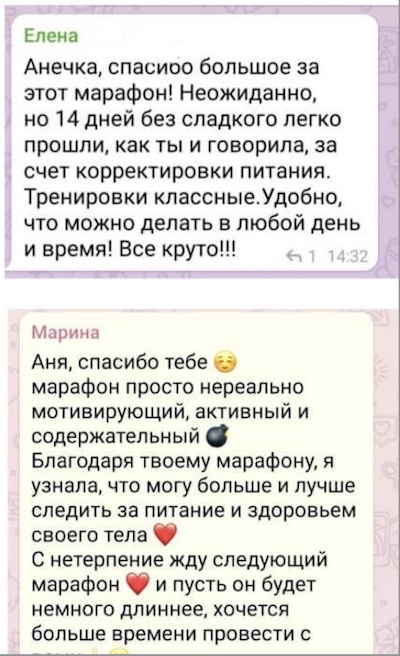 Елена
Анечка, спасибо большое за
этот марафон! Неожиданно,
но 14 дней без сладкого легко
прошли, как ты и говорила, за
счет корректировки питания.
Тренировки классные.Удобно,
что можно делать в любой день
и время! Все круто!!!
1 14:32
Марина
Аня, спасибо тебе ☺️
марафон просто нереально
мотивирующий, активный и
содержательный 💣
Благодаря твоему марафону, я
узнала, что могу больше и лучше
следить за питание и здоровьем
своего тела ❤️
С нетерпение жду следующий
марафон ❤️ и пусть он будет
немного длиннее, хочется
больше времени провести с